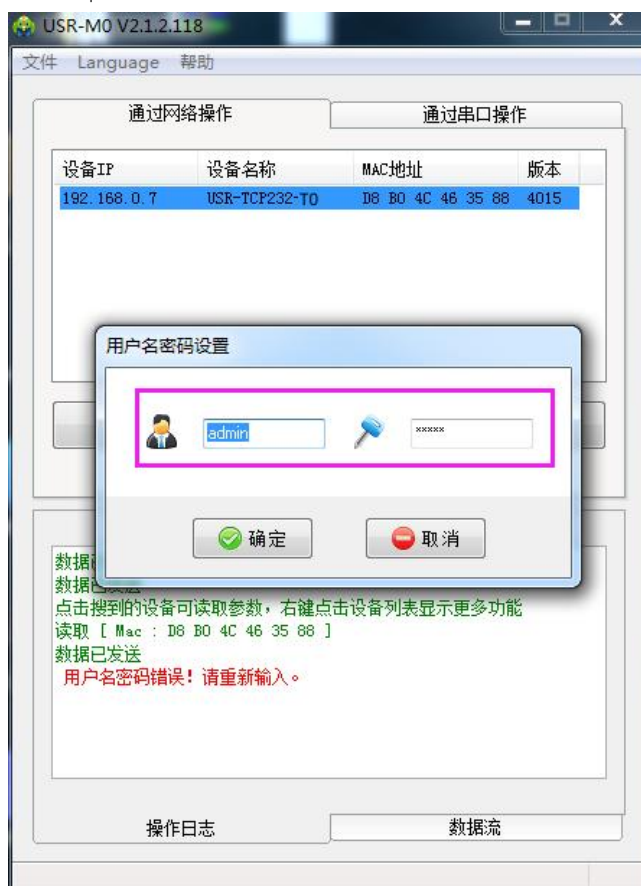 USR-M0 V2.1.2.118
文件 Language 帮助
通过网络操作 通过串口操作
设备IP 设备名称 MAC地址 版本
192.168.0.7 USR-TCP232-T0 D8 B0 4C 46 35 88 4015
用户名密码设置
admin *****
确定 取消
数据
数据已发送
点击搜到的设备可读取参数，右键点击设备列表显示更多功能
读取 [ Mac : D8 B0 4C 46 35 88 ]
数据已发送
用户名密码错误！请重新输入。
操作日志 数据流